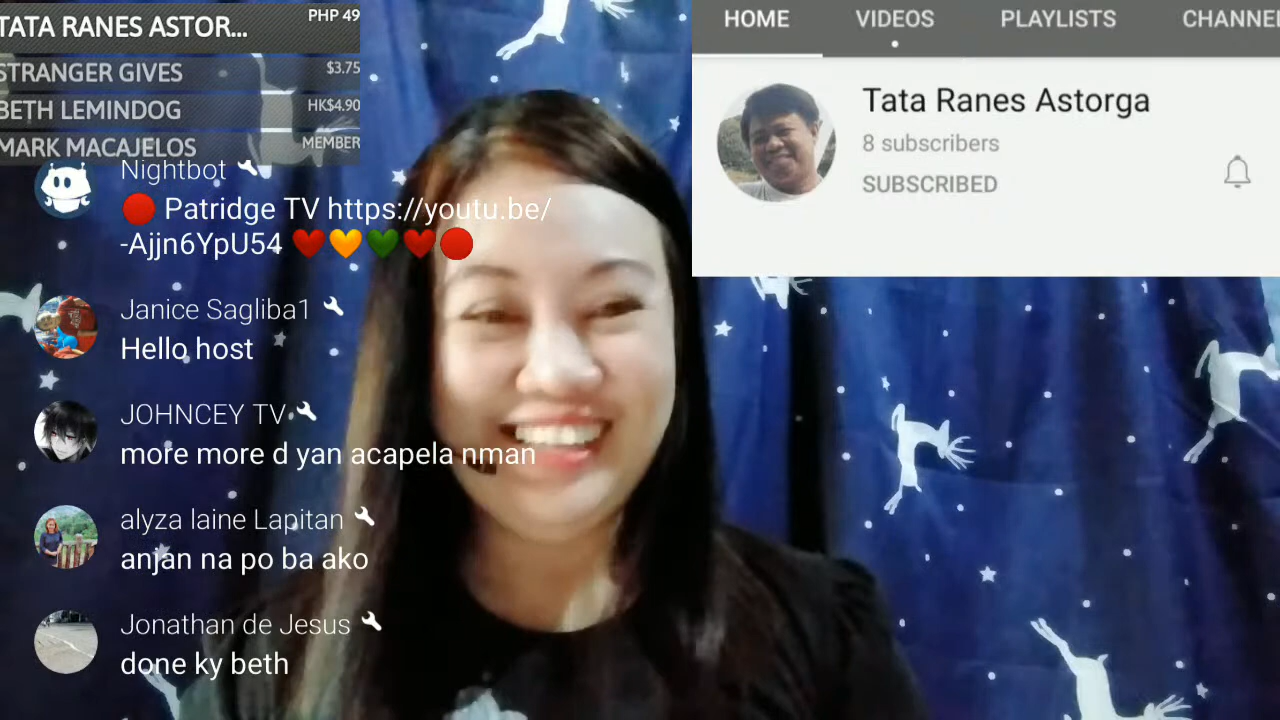 TATA RANES ASTOR... PHP 49
STRANGER GIVES $3.75
BETH LEMINDOG HK$4.90
MARK MACAJELOS MEMBER
Nightbot
🔴 Patridge TV https://youtu.be/
-Ajjn6YpU54 ❤️🧡💚❤️🔴
Janice Sagliba1
Hello host
JOHNCEY TV
more more d yan acapela nman
alyza laine Lapitan
anjan na po ba ako
Jonathan de Jesus
done ky beth
HOME VIDEOS PLAYLISTS CHANNE
Tata Ranes Astorga
8 subscribers
SUBSCRIBED